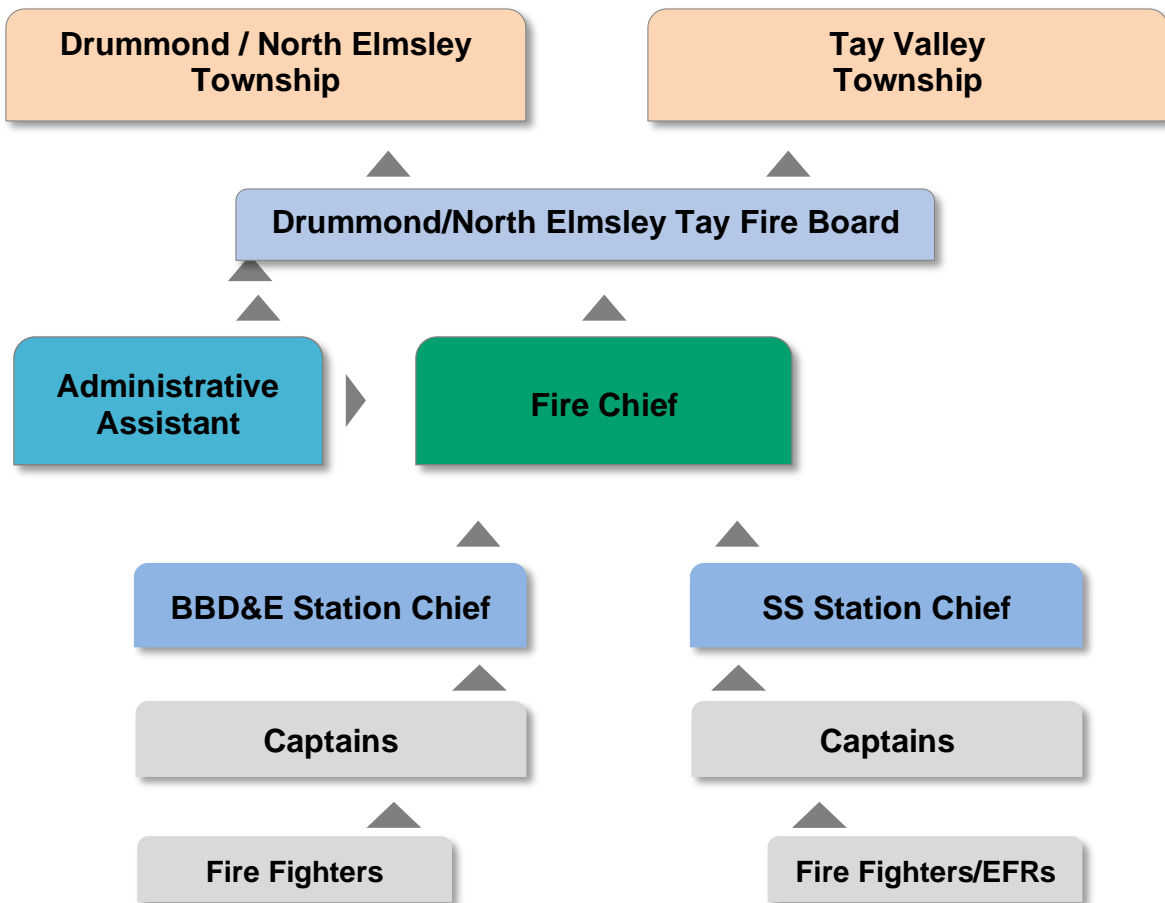 Drummond / North Elmsley
Township
Tay Valley
Township
Drummond/North Elmsley Tay Fire Board
Administrative
Assistant
Fire Chief
BBD&E Station Chief
SS Station Chief
Captains
Captains
Fire Fighters
Fire Fighters/EFRs